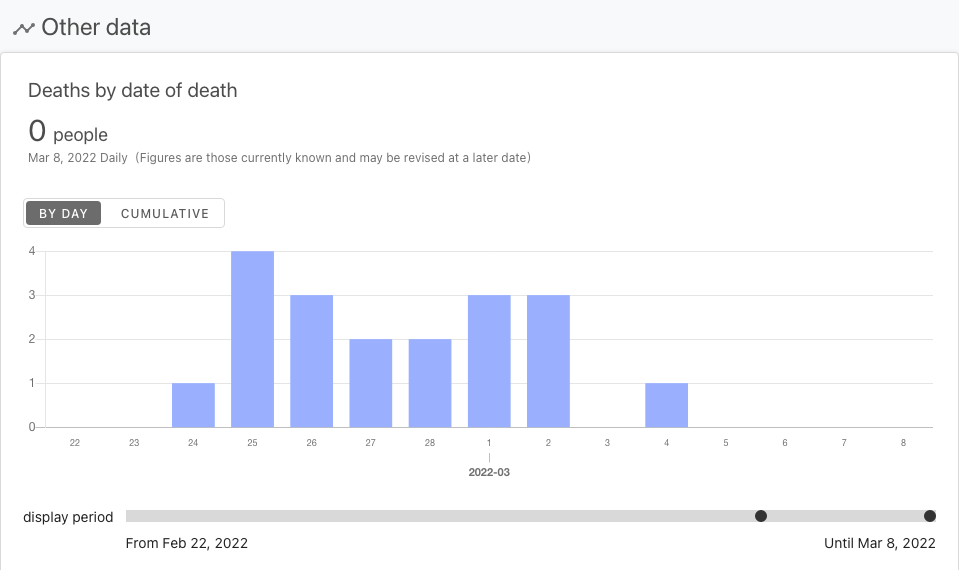 Other data
Deaths by date of death
0 people
Mar 8, 2022 Daily (Figures are those currently known and may be revised at a later date)
BY DAY CUMULATIVE
4
3
2
1
0
22 23 24 25 26 27 28 1 2 3 4 5 6 7 8
2022-03
display period
From Feb 22, 2022 Until Mar 8, 2022